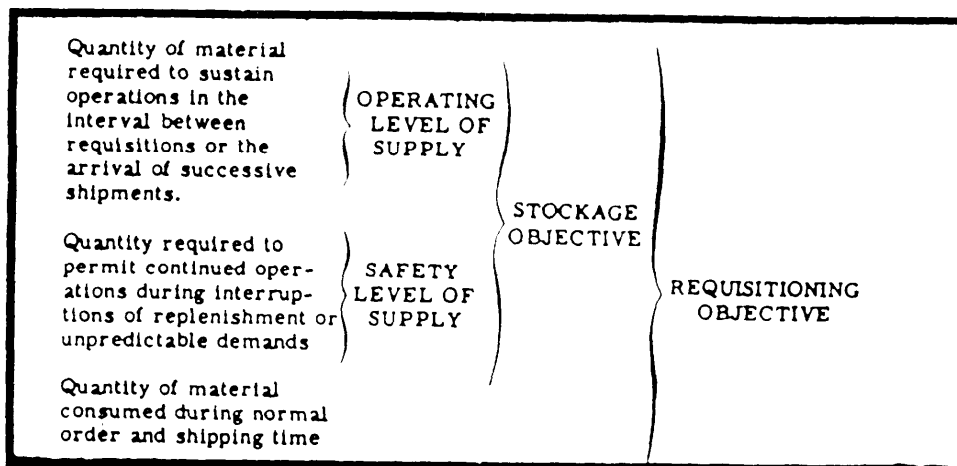 Quantity of material
required to sustain
operations in the
interval between
requisitions or the
arrival of successive
shipments.
OPERATING
LEVEL OF
SUPPLY
STOCKAGE
OBJECTIVE
Quantity required to
permit continued oper-
ations during interrup-
tions of replenishment or
unpredictable demands
SAFETY
LEVEL OF
SUPPLY
REQUISITIONING
OBJECTIVE
Quantity of material
consumed during normal
order and shipping time